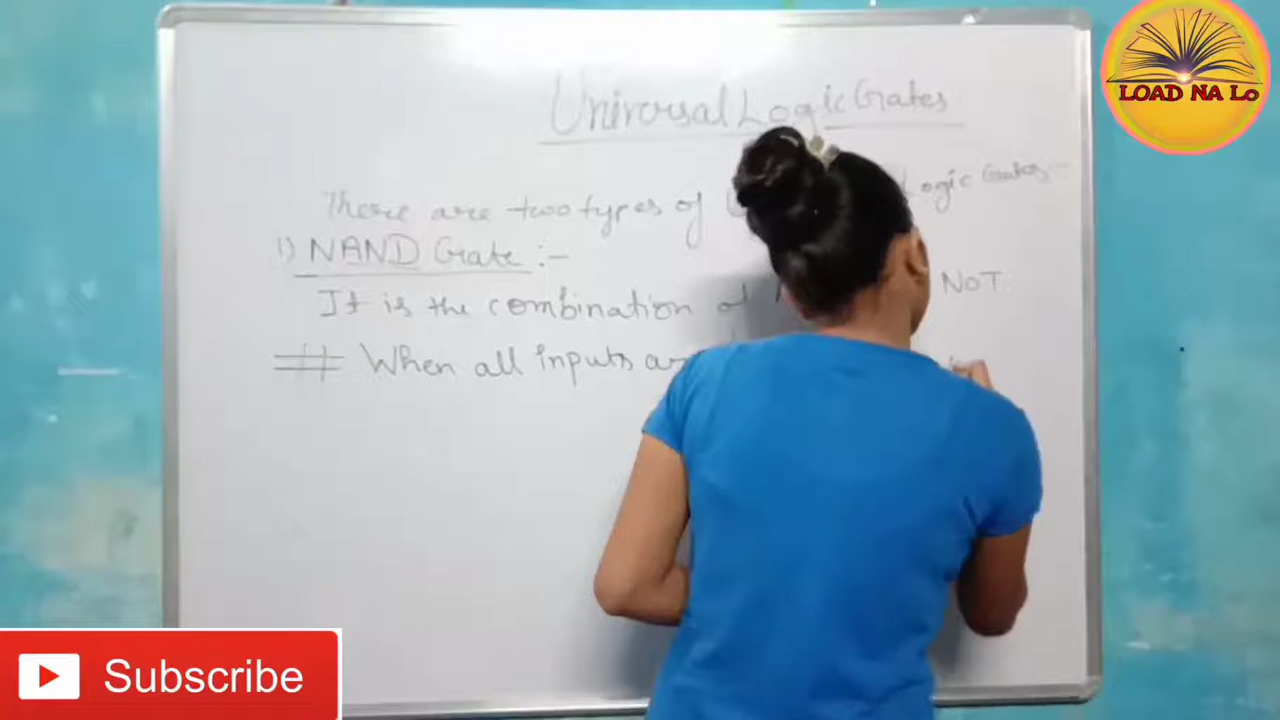 Universal Logic Gates
There are two types of Logic Gates:-
1) NAND Gate :-
It is the combination of NOT
# When all inputs are
LOAD NA Lo
Subscribe